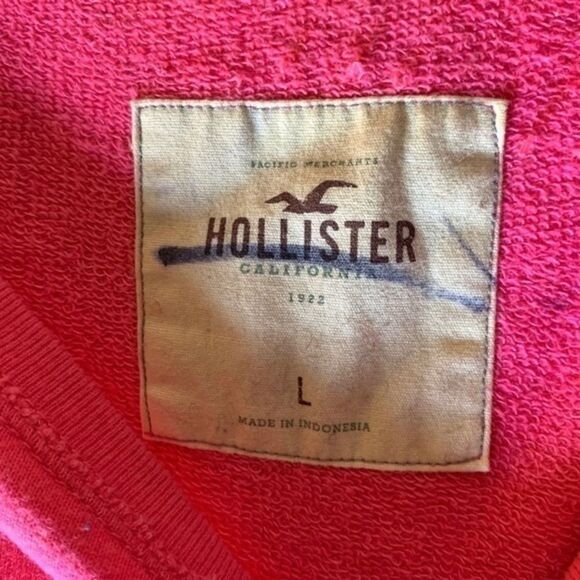 PACIFIC MERCHANTS
HOLLISTER
CALIFORNIA
1922
L
MADE IN INDONESIA